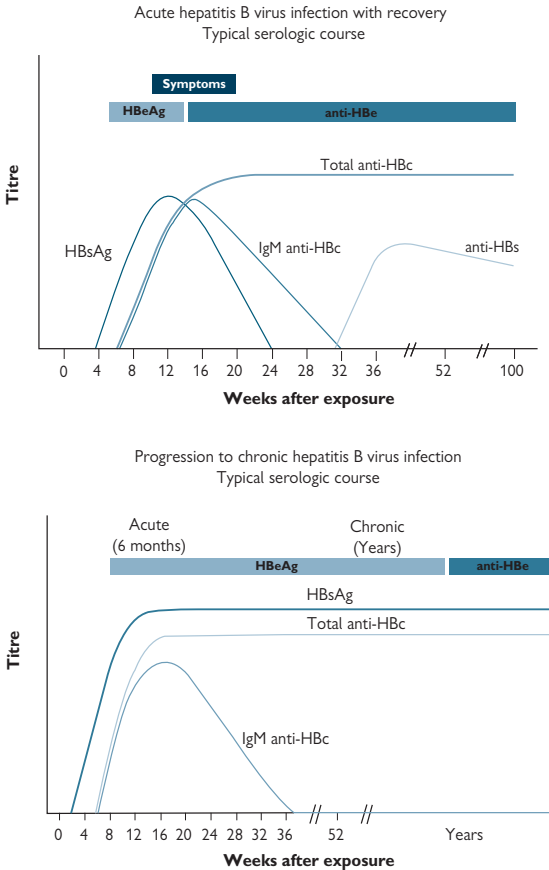 Acute hepatitis B virus infection with recovery
Typical serologic course
Symptoms
HBeAg
anti-HBe
Total anti-HBc
Titre
HBsAg
IgM anti-HBc
anti-HBs
0 4 8 12 16 20 24 28 32 36 52 100
Weeks after exposure
Progression to chronic hepatitis B virus infection
Typical serologic course
Acute
(6 months)
Chronic
(Years)
HBeAg
anti-HBe
HBsAg
Total anti-HBc
Titre
IgM anti-HBc
0 4 8 12 16 20 24 28 32 36 52 Years
Weeks after exposure